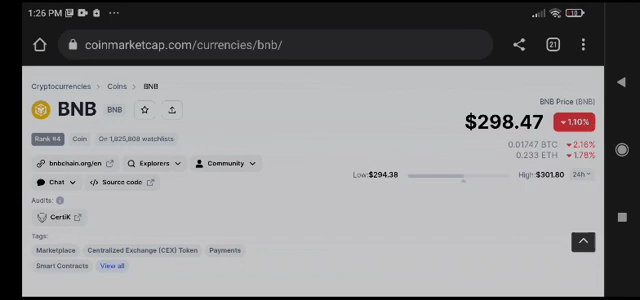 1:26 PM
21
coinmarketcap.com/currencies/bnb/
Cryptocurrencies > Coins > BNB
BNB Price (BNB)
BNB BNB
$298.47 1.10%
Rank #4 Coin On 1,825,808 watchlists
0.01747 BTC 2.16%
0.233 ETH 1.78%
bnbchain.org/en Explorers Community
Low:$294.38 High:$301.80 24h
Chat Source code
Audits:
CertiK
Tags:
Marketplace Centralized Exchange (CEX) Token Payments
Smart Contracts View all